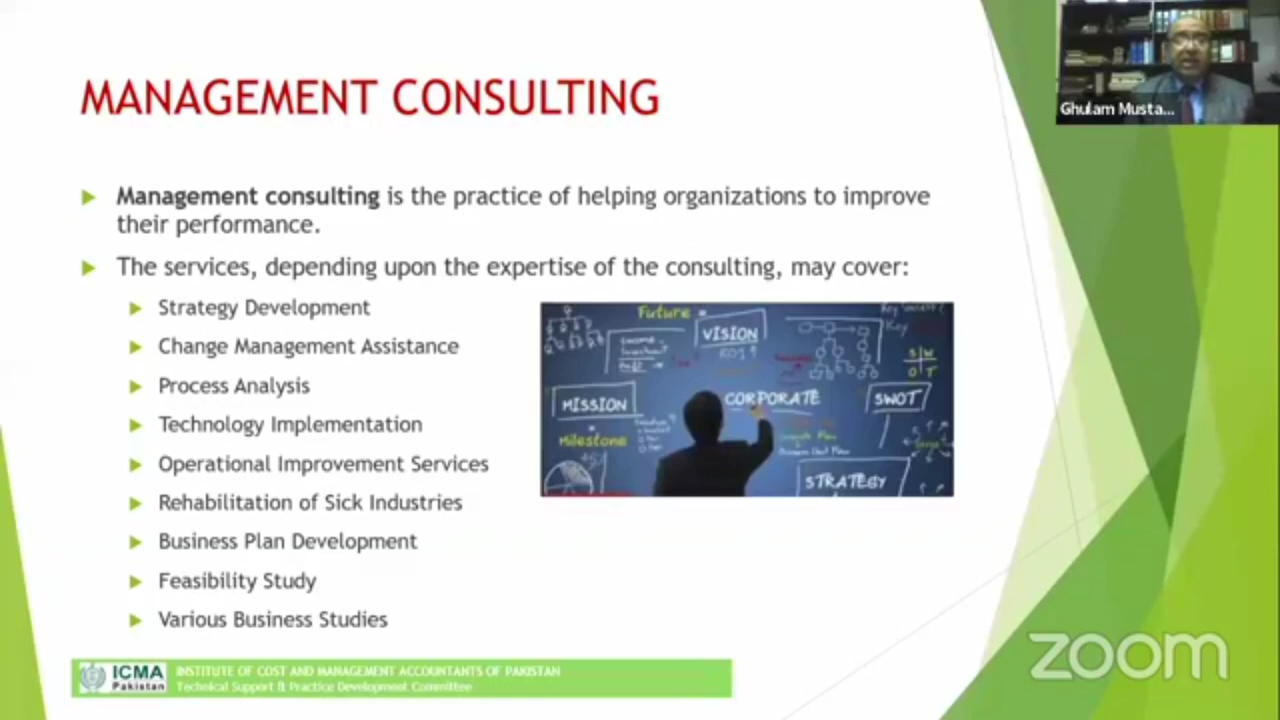 MANAGEMENT CONSULTING
Ghulam Musta...
Management consulting is the practice of helping organizations to improve
their performance.
The services, depending upon the expertise of the consulting, may cover:
Strategy Development
Change Management Assistance
Process Analysis
Technology Implementation
Operational Improvement Services
Rehabilitation of Sick Industries
Business Plan Development
Feasibility Study
Various Business Studies
Future
VISION
Key
S W
O T
MISSION
CORPORATE
SWOT
Milestone
STRATEGY
ICMA
Pakistan
INSTITUTE OF COST AND MANAGEMENT ACCOUNTANTS OF PAKISTAN
Technical Support & Practice Development Committee
zoom